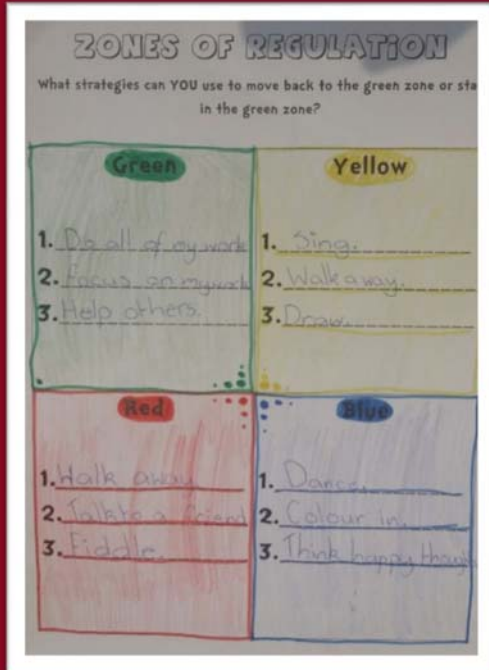 ZONES OF REGULATION
What strategies can YOU use to move back to the green zone or sta
in the green zone?
Green
1. Do all of my work
2. Focus on my work
3. Help others.
Yellow
1. Sing.
2. Walk away.
3. Draw.
Red
1. Walk away.
2. Talk to a friend
3. Fiddle.
Blue
1. Dance.
2. Colour in.
3. Think happy though